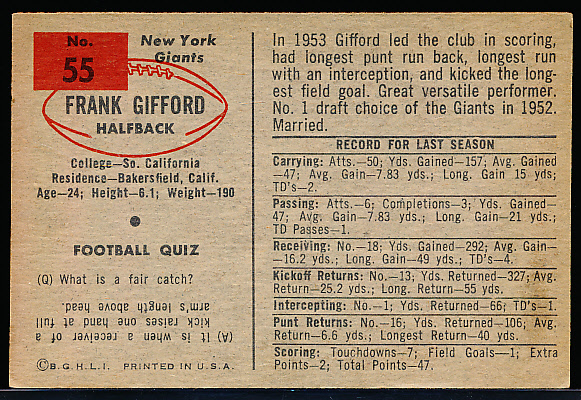 No.
55
New York
Giants
FRANK GIFFORD
HALFBACK
College—So. California
Residence—Bakersfield, Calif.
Age—24; Height—6.1; Weight—190
FOOTBALL QUIZ
(Q) What is a fair catch?
(A) It is when a receiver of a
kick raises one hand at full
arm's length above head.
©B.G.H.L.I. PRINTED IN U.S.A.
In 1953 Gifford led the club in scoring,
had longest punt run back, longest run
with an interception, and kicked the long-
est field goal. Great versatile performer.
No. 1 draft choice of the Giants in 1952.
Married.
RECORD FOR LAST SEASON
Carrying: Atts.—50; Yds. Gained—157; Avg. Gained
—47; Avg. Gain—7.83 yds.; Long. Gain 15 yds;
TD's—2.
Passing: Atts.—6; Completions—3; Yds. Gained—
47; Avg. Gain—7.83 yds.; Long. Gain—21 yds.;
TD Passes—1.
Receiving: No.—18; Yds. Gained—292; Avg. Gain
—16.2 yds.; Long. Gain—49 yds.; TD's—4.
Kickoff Returns: No.—13; Yds. Returned—327; Avg.
Return—25.2 yds.; Long. Return—55 yds.
Intercepting: No.—1; Yds. Returned—66; TD's—1.
Punt Returns: No.—16; Yds. Returned—106; Avg.
Return—6.6 yds.; Longest Return—40 yds.
Scoring: Touchdowns—7; Field Goals—1; Extra
Points—2; Total Points—47.